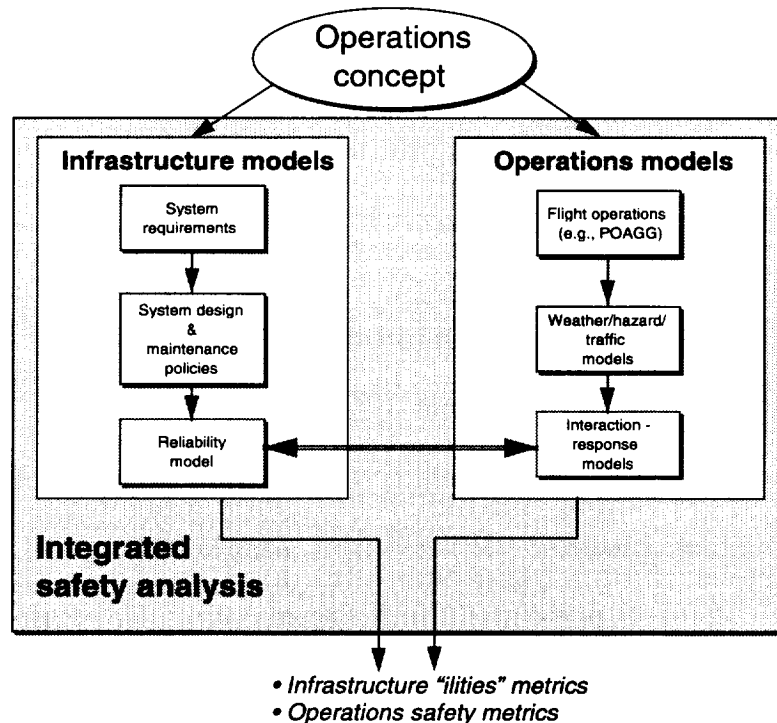 Operations
concept
Infrastructure models
System
requirements
System design
&
maintenance
policies
Reliability
model
Operations models
Flight operations
(e.g., POAGG)
Weather/hazard/
traffic
models
Interaction -
response
models
Integrated
safety analysis
• Infrastructure “ilities” metrics
• Operations safety metrics